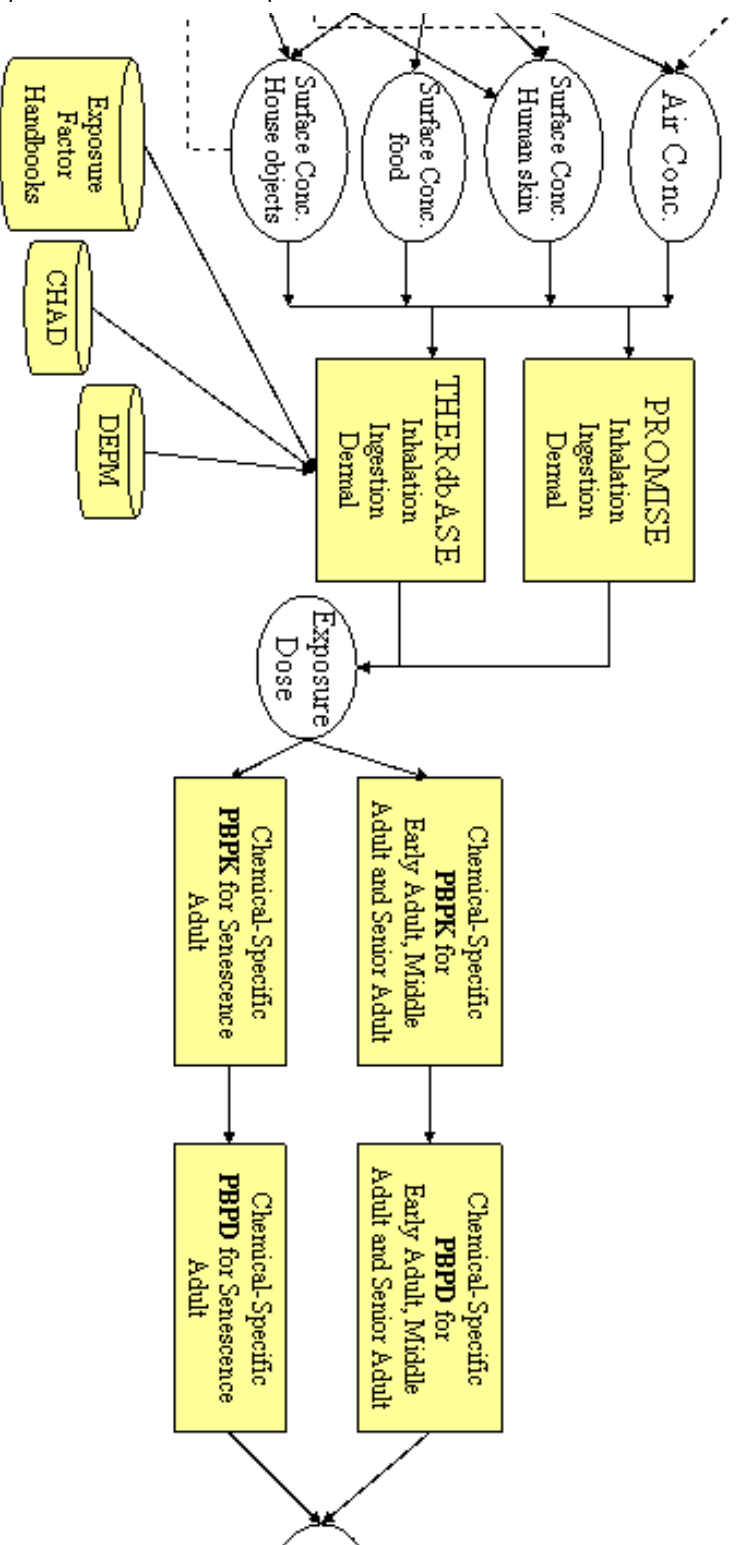 Air Conc.
Surface Conc.
Human skin
Surface Conc.
food
Surface Conc.
House objects
Exposure
Factor
Handbooks
CHAD
DEPM
PROMISE
Inhalation
Ingestion
Dermal
THERdbASE
Inhalation
Ingestion
Dermal
Exposure
Dose
Chemical-Specific
PBPK for
Early Adult, Middle
Adult and Senior Adult
Chemical-Specific
PBPK for Senescence
Adult
Chemical-Specific
PBPD for
Early Adult, Middle
Adult and Senior Adult
Chemical-Specific
PBPD for Senescence
Adult